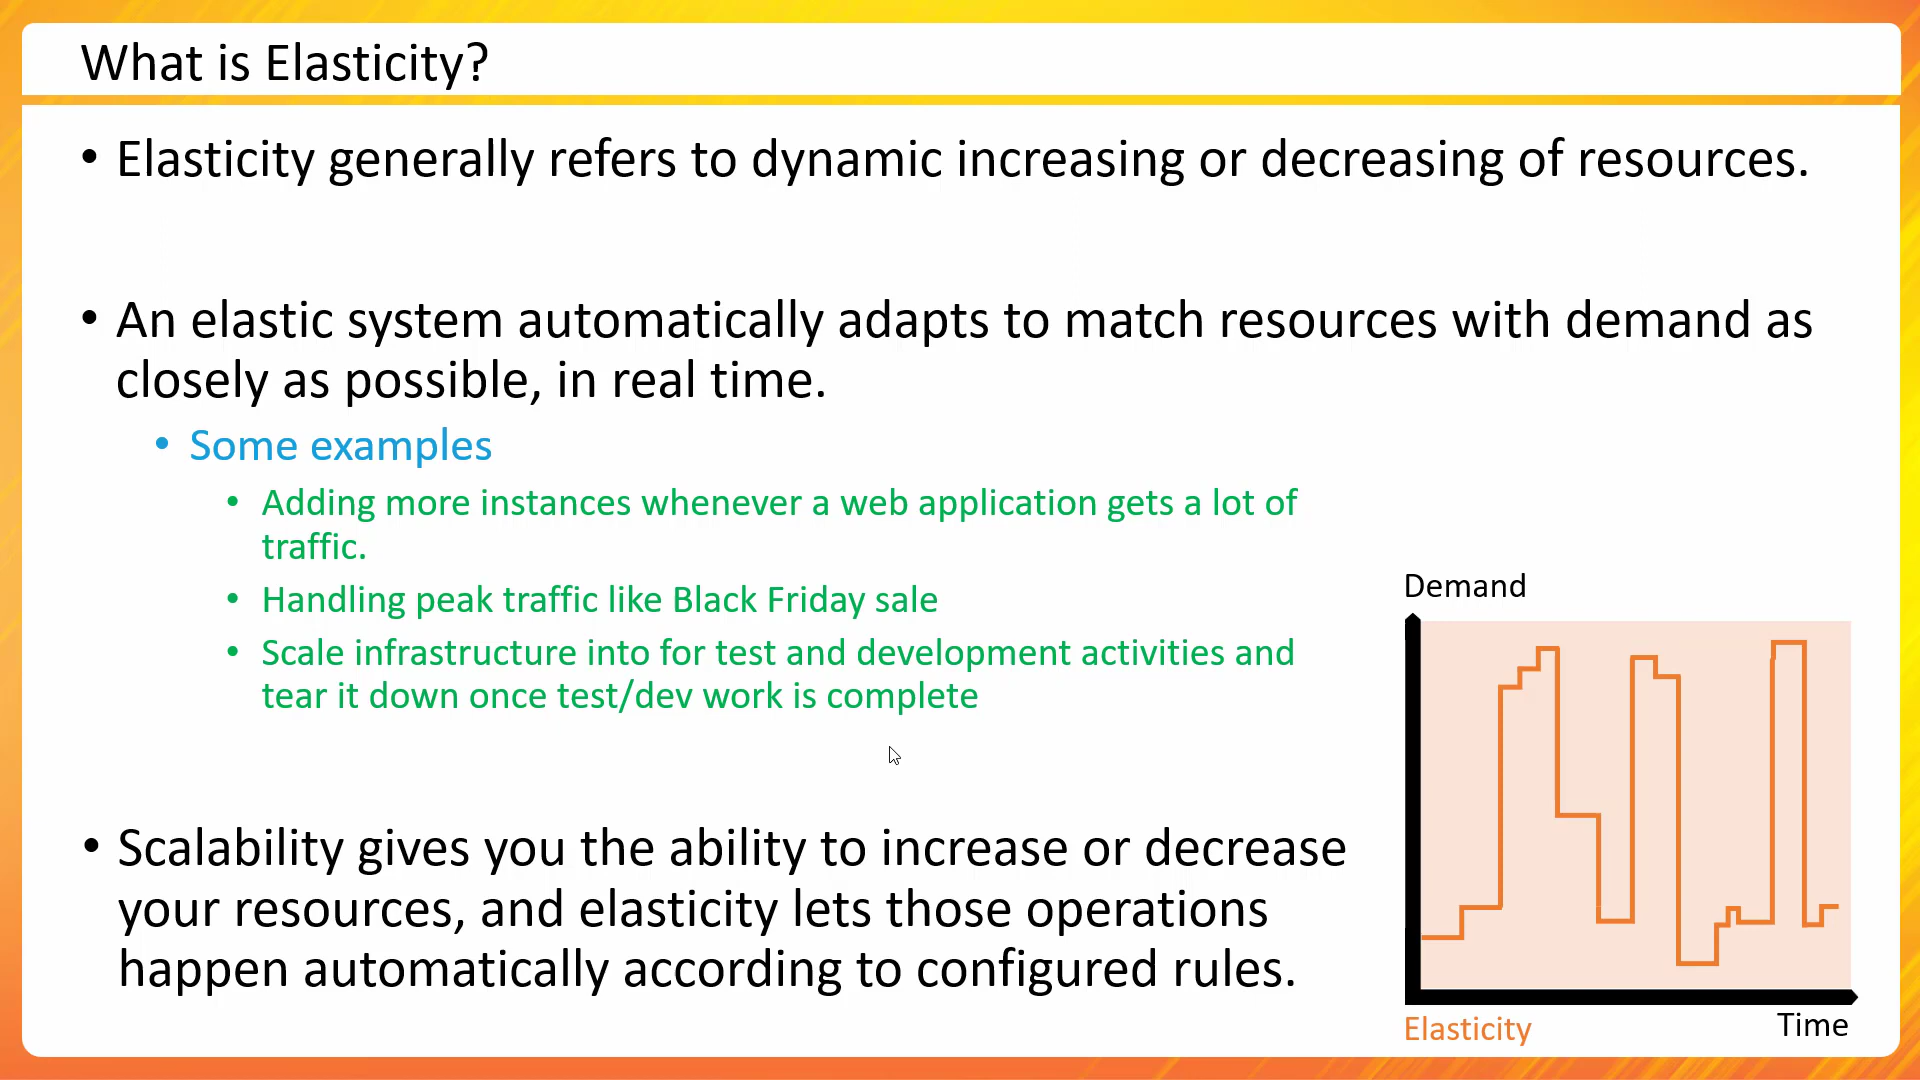 What is Elasticity?
• Elasticity generally refers to dynamic increasing or decreasing of resources.
• An elastic system automatically adapts to match resources with demand as
closely as possible, in real time.
• Some examples
• Adding more instances whenever a web application gets a lot of
traffic.
• Handling peak traffic like Black Friday sale
• Scale infrastructure into for test and development activities and
tear it down once test/dev work is complete
• Scalability gives you the ability to increase or decrease
your resources, and elasticity lets those operations
happen automatically according to configured rules.
Demand
Elasticity
Time